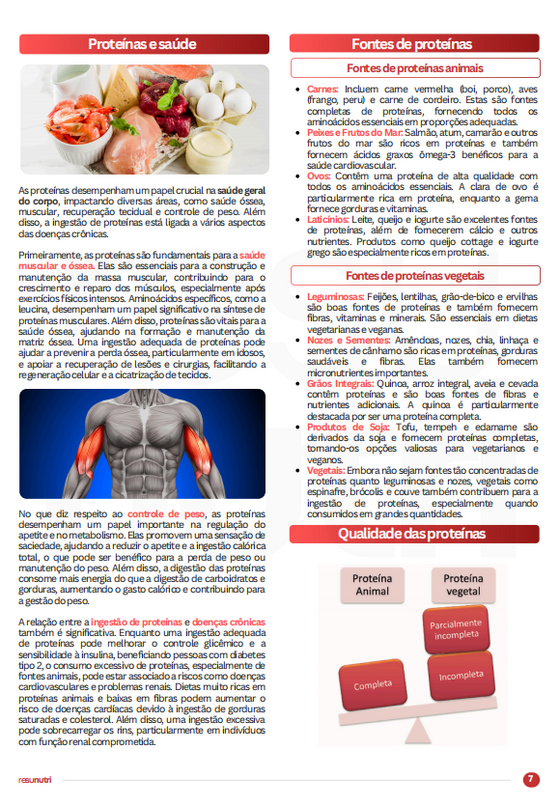 Proteínas e saúde
As proteínas desempenham um papel crucial na saúde geral
do corpo, impactando diversas áreas, como saúde óssea,
muscular, recuperação tecidual e controle de peso. Além
disso, a ingestão de proteínas está ligada a vários aspectos
das doenças crônicas.
Primeiramente, as proteínas são fundamentais para a saúde
muscular e óssea. Elas são essenciais para a construção e
manutenção da massa muscular, contribuindo para o
crescimento e reparo dos músculos, especialmente após
exercícios físicos intensos. Aminoácidos específicos, como a
leucina, desempenham um papel significativo na síntese de
proteínas musculares. Além disso, proteínas são vitais para a
saúde óssea, ajudando na formação e manutenção da
matriz óssea. Uma ingestão adequada de proteínas pode
ajudar a prevenir a perda óssea, particularmente em idosos,
e apoiar a recuperação de lesões e cirurgias, facilitando a
regeneração celular e a cicatrização de tecidos.
No que diz respeito ao controle de peso, as proteínas
desempenham um papel importante na regulação do
apetite e no metabolismo. Elas promovem uma sensação de
saciedade, ajudando a reduzir o apetite e a ingestão calórica
total, o que pode ser benéfico para a perda de peso ou
manutenção do peso. Além disso, a digestão das proteínas
consome mais energia do que a digestão de carboidratos e
gorduras, aumentando o gasto calórico e contribuindo para
a gestão do peso.
A relação entre a ingestão de proteínas e doenças crônicas
também é significativa. Enquanto uma ingestão adequada
de proteínas pode melhorar o controle glicêmico e a
sensibilidade à insulina, beneficiando pessoas com diabetes
tipo 2, o consumo excessivo de proteínas, especialmente de
fontes animais, pode estar associado a riscos como doenças
cardiovasculares e problemas renais. Dietas muito ricas em
proteínas animais e baixas em fibras podem aumentar o
risco de doenças cardíacas devido à ingestão de gorduras
saturadas e colesterol. Além disso, uma ingestão excessiva
pode sobrecarregar os rins, particularmente em indivíduos
com função renal comprometida.
Fontes de proteínas
Fontes de proteínas animais
• Carnes: Incluem carne vermelha (boi, porco), aves
(frango, peru) e carne de cordeiro. Estas são fontes
completas de proteínas, fornecendo todos os
aminoácidos essenciais em proporções adequadas.
• Peixes e Frutos do Mar: Salmão, atum, camarão e outros
frutos do mar são ricos em proteínas e também
fornecem ácidos graxos ômega-3 benéficos para a
saúde cardiovascular.
• Ovos: Contêm uma proteína de alta qualidade com
todos os aminoácidos essenciais. A clara de ovo é
particularmente rica em proteína, enquanto a gema
fornece gorduras e vitaminas.
• Laticínios: Leite, queijo e iogurte são excelentes fontes
de proteínas, além de fornecerem cálcio e outros
nutrientes. Produtos como queijo cottage e iogurte
grego são especialmente ricos em proteínas.
Fontes de proteínas vegetais
• Leguminosas: Feijões, lentilhas, grão-de-bico e ervilhas
são boas fontes de proteínas e também fornecem
fibras, vitaminas e minerais. São essenciais em dietas
vegetarianas e veganas.
• Nozes e Sementes: Amêndoas, nozes, chia, linhaça e
sementes de cânhamo são ricas em proteínas, gorduras
saudáveis e fibras. Elas também fornecem
micronutrientes importantes.
• Grãos Integrais: Quinoa, arroz integral, aveia e cevada
contêm proteínas e são boas fontes de fibras e
nutrientes adicionais. A quinoa é particularmente
destacada por ser uma proteína completa.
• Produtos de Soja: Tofu, tempeh e edamame são
derivados da soja e fornecem proteínas completas,
tornando-os opções valiosas para vegetarianos e
veganos.
• Vegetais: Embora não sejam fontes tão concentradas de
proteínas quanto leguminosas e nozes, vegetais como
espinafre, brócolis e couve também contribuem para a
ingestão de proteínas, especialmente quando
consumidos em grandes quantidades.
Qualidade das proteínas
Proteína
Animal
Proteína
vegetal
Parcialmente
incompleta
Completa
Incompleta
resunutri
7